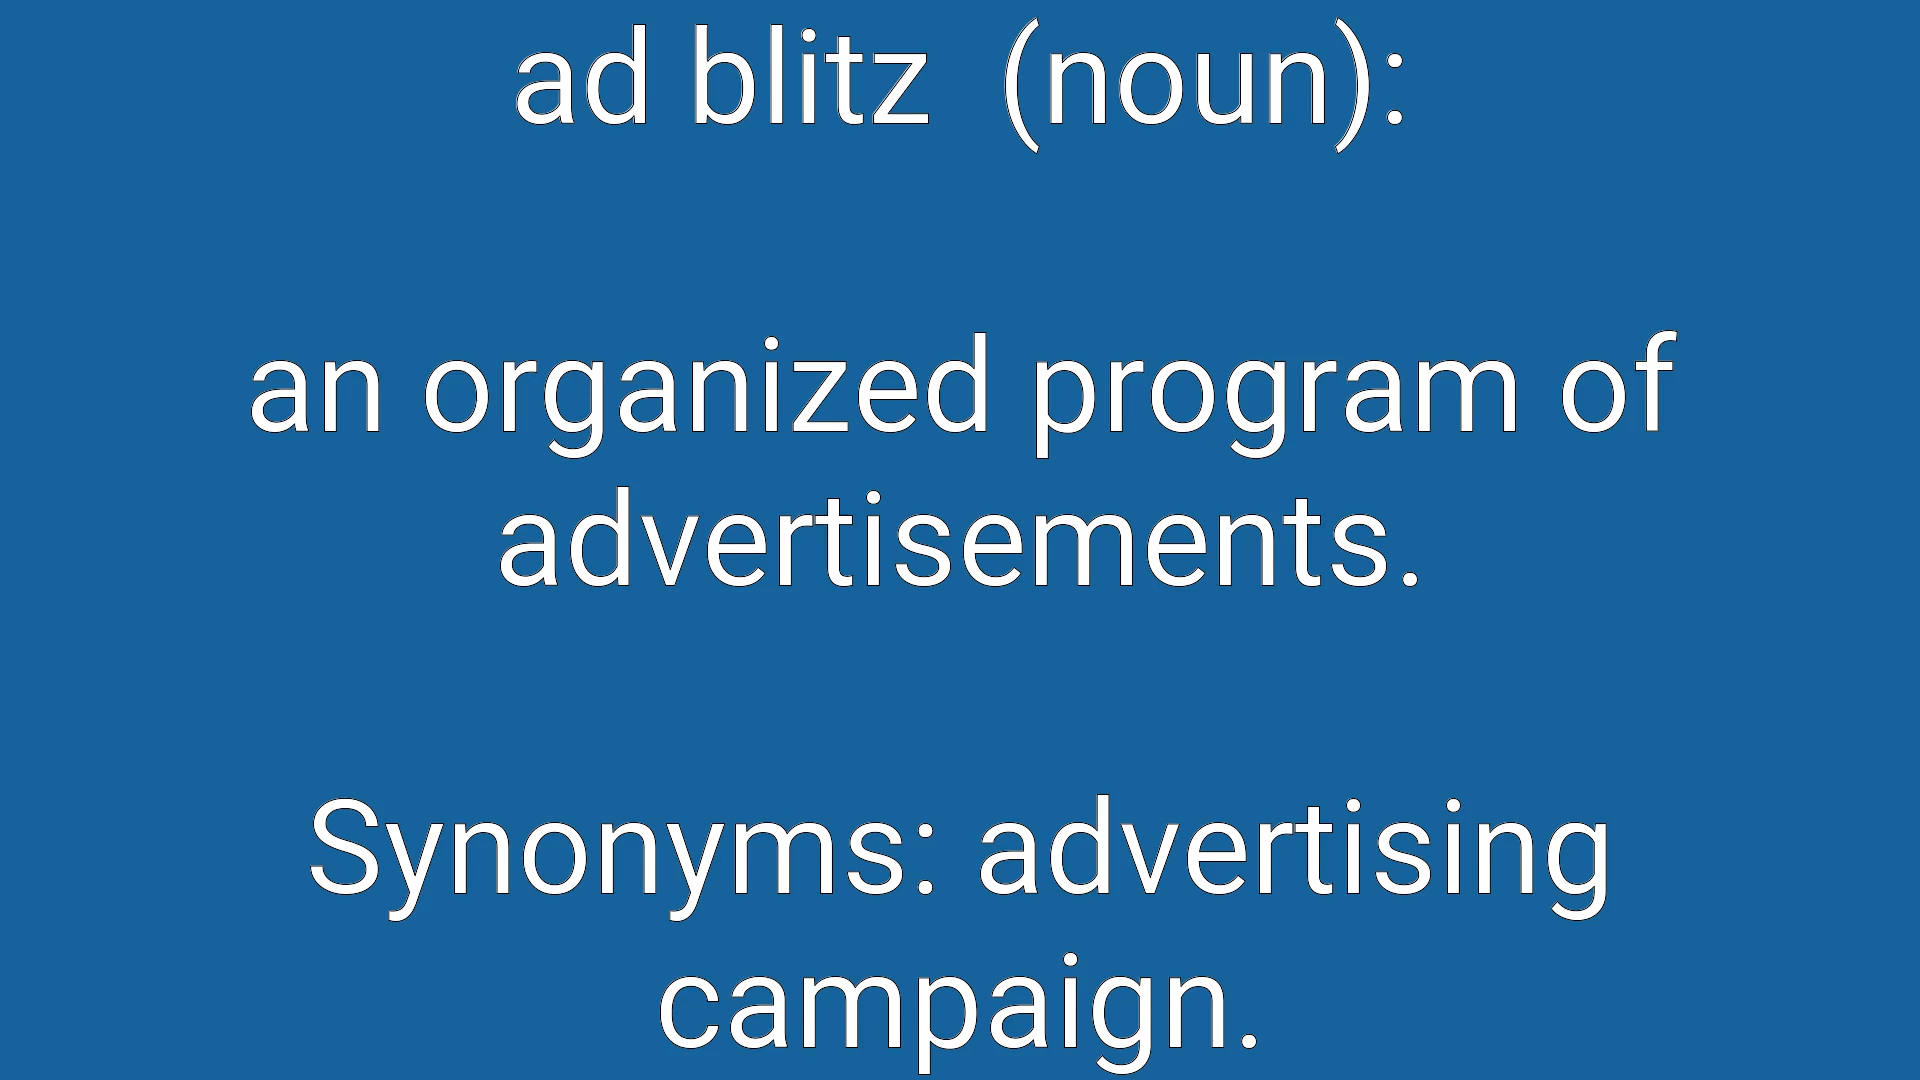 ad blitz  (noun):
an organized program of
advertisements.
Synonyms: advertising
campaign.